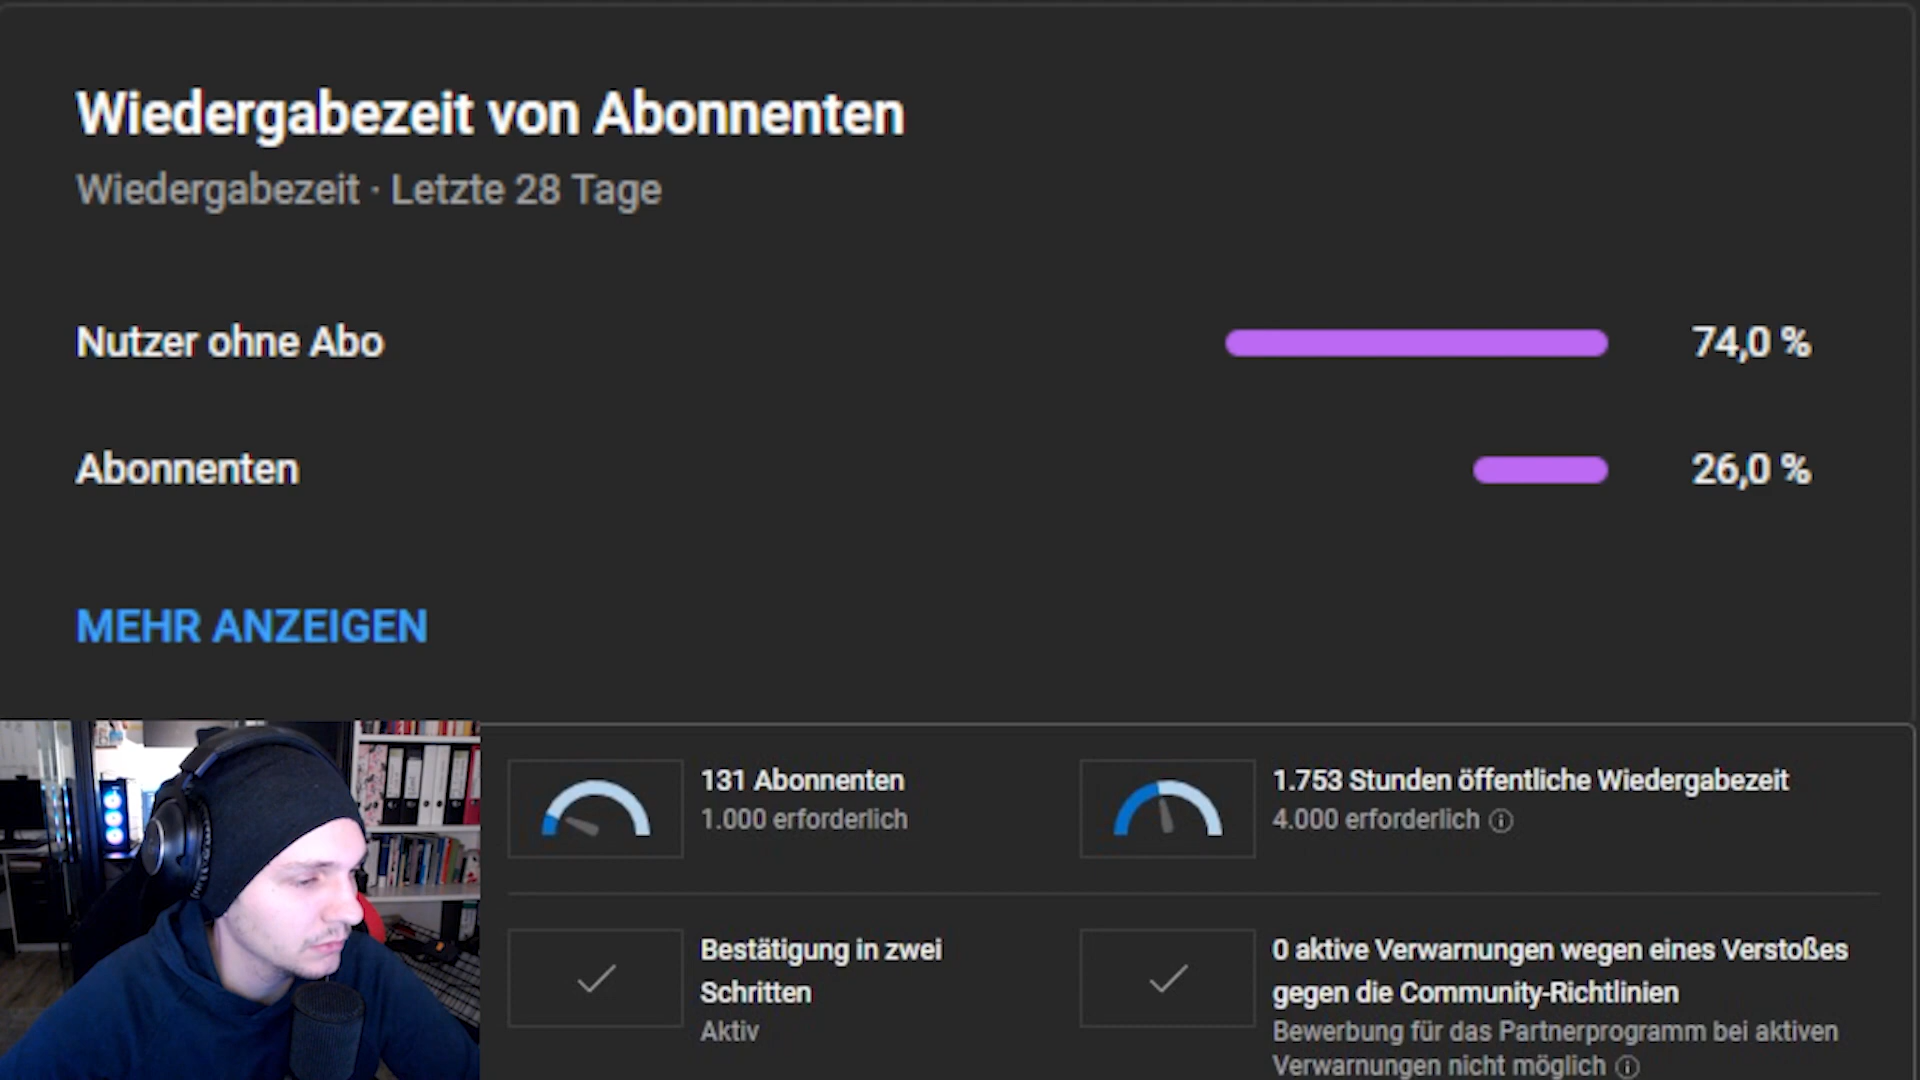 Wiedergabezeit von Abonnenten
Wiedergabezeit · Letzte 28 Tage
Nutzer ohne Abo 74,0 %
Abonnenten 26,0 %
MEHR ANZEIGEN
131 Abonnenten
1.000 erforderlich
1.753 Stunden öffentliche Wiedergabezeit
4.000 erforderlich
Bestätigung in zwei
Schritten
Aktiv
0 aktive Verwarnungen wegen eines Verstoßes
gegen die Community-Richtlinien
Bewerbung für das Partnerprogramm bei aktiven
Verwarnungen nicht möglich